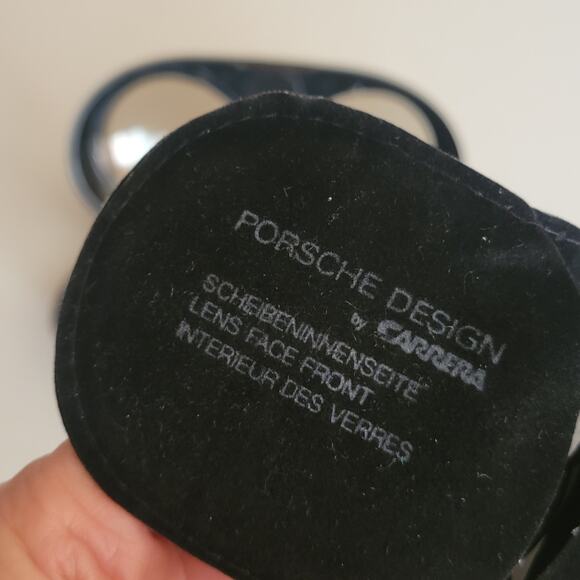 PORSCHE DESIGN
by CARRERA
SCHEIBENINNENSEITE
LENS FACE FRONT
INTERIEUR DES VERRES